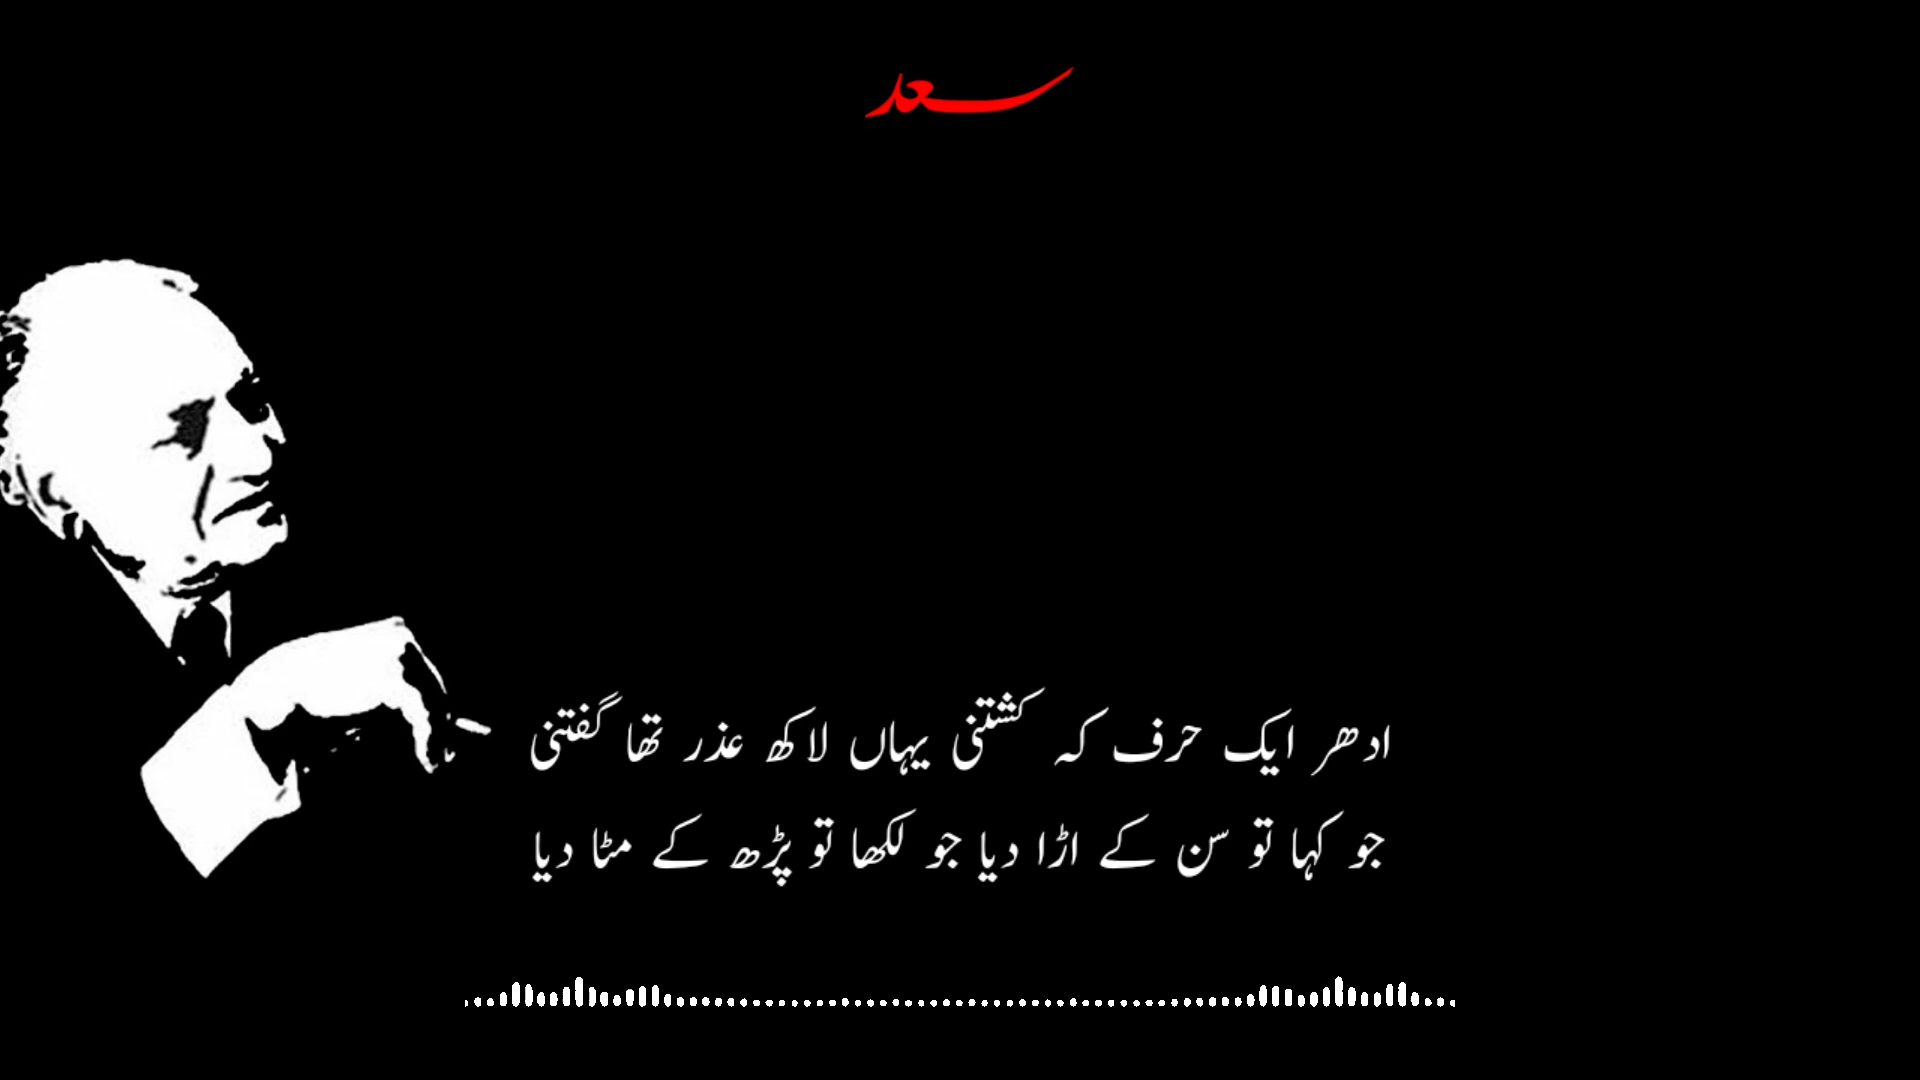 سعد
ادھر ایک حرف کہ کشتنی یہاں لاکھ عذر تھا گفتنی
جو کہا تو سن کے اڑا دیا جو لکھا تو پڑھ کے مٹا دیا